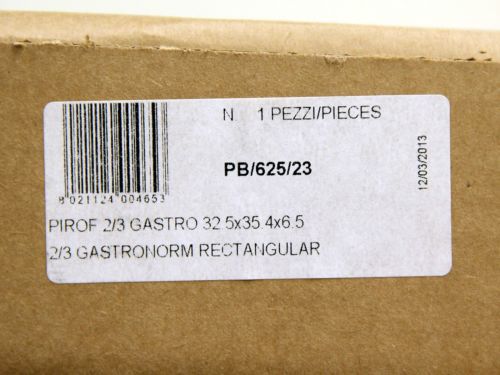 N 1 PEZZI/PIECES
PB/625/23
12/03/2013
8 021124 004653
PIROF 2/3 GASTRO 32.5x35.4x6.5
2/3 GASTRONORM RECTANGULAR